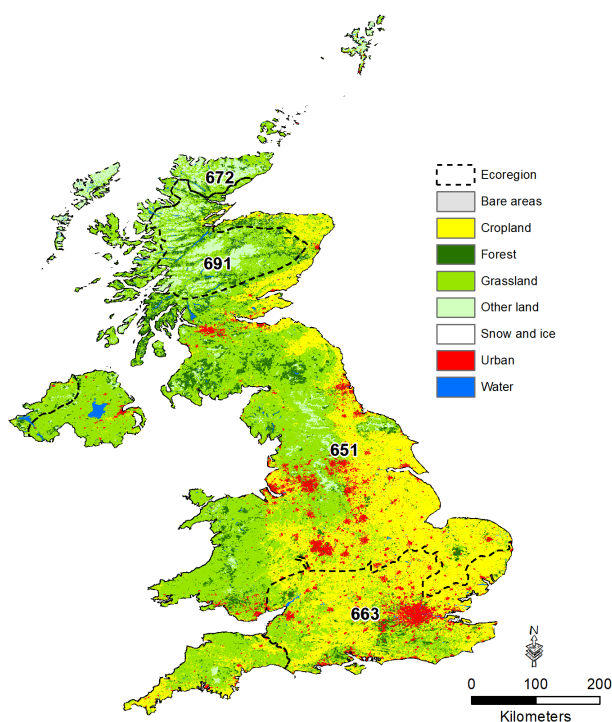 672
691
651
663
Ecoregion
Bare areas
Cropland
Forest
Grassland
Other land
Snow and ice
Urban
Water
N
0 100 200
Kilometers